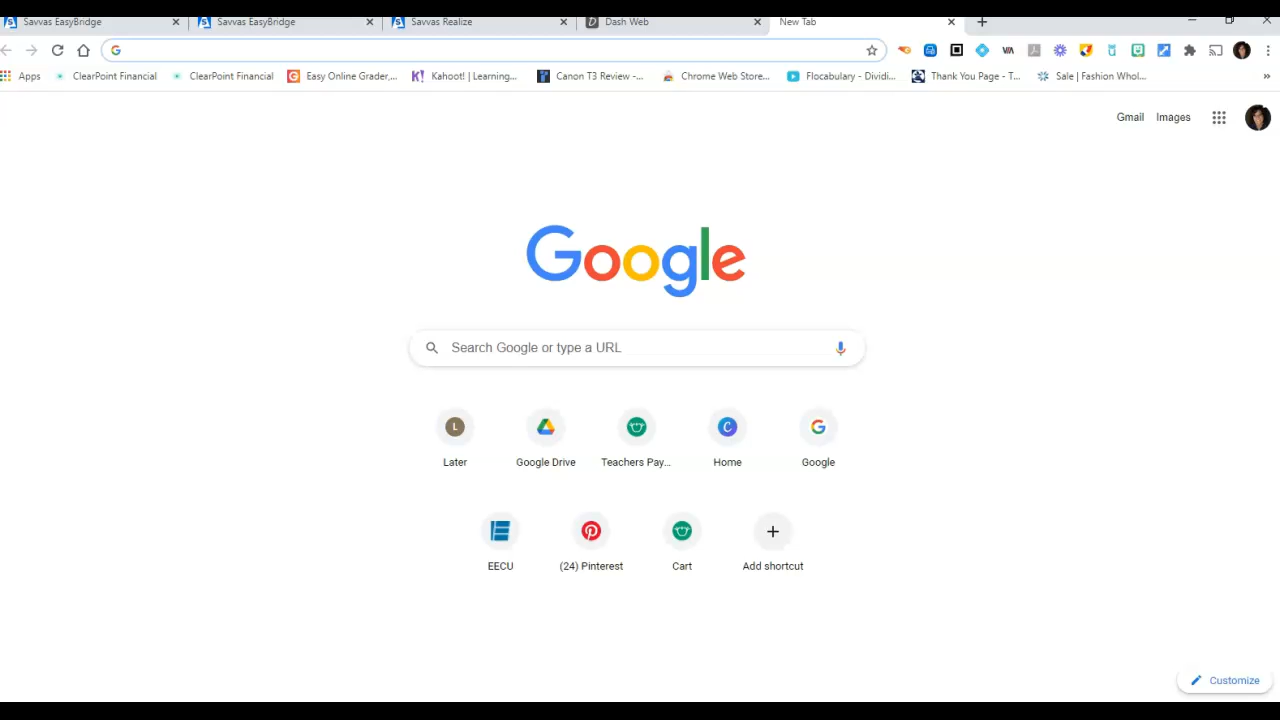 Savvas EasyBridge
Savvas EasyBridge
Savvas Realize
Dash Web
New Tab
Apps
ClearPoint Financial
ClearPoint Financial
Easy Online Grader,...
Kahoot! | Learning...
Canon T3 Review -...
Chrome Web Store...
Flocabulary - Dividi...
Thank You Page - T...
Sale | Fashion Whol...
Gmail
Images
Google
Search Google or type a URL
L
Later
Google Drive
Teachers Pay...
C
Home
Google
EECU
(24) Pinterest
Cart
Add shortcut
Customize